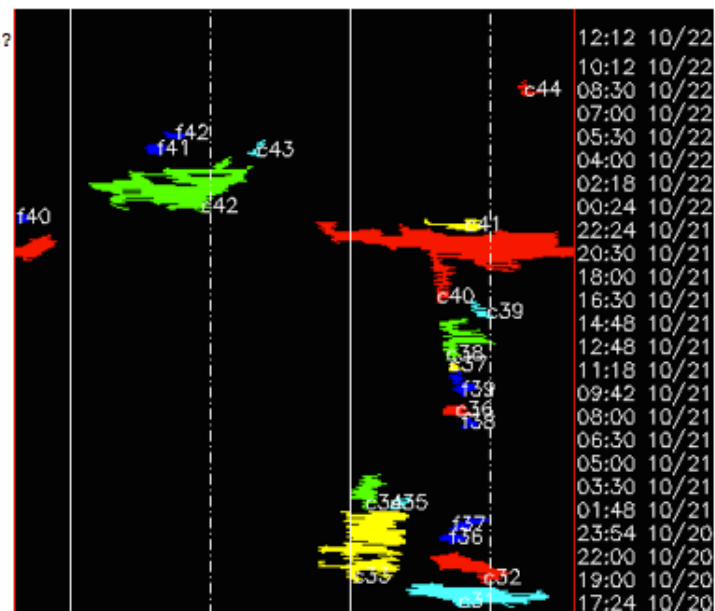 ?
12:12 10/22
10:12 10/22
c44
08:30 10/22
07:00 10/22
f42
05:30 10/22
f41
c43
04:00 10/22
02:18 10/22
c42
00:24 10/22
f40
c41
22:24 10/21
20:30 10/21
18:00 10/21
c40
16:30 10/21
c39
14:48 10/21
12:48 10/21
c38
c37
11:18 10/21
f39
09:42 10/21
c36
08:00 10/21
f38
06:30 10/21
05:00 10/21
03:30 10/21
c34
c35
01:48 10/21
f37
23:54 10/20
f36
22:00 10/20
c33
c32
19:00 10/20
c31
17:24 10/20